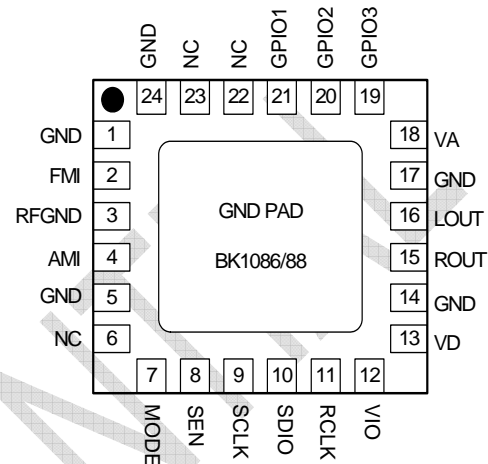 GND
NC
NC
GPIO1
GPIO2
GPIO3
24
23
22
21
20
19
GND 1
18 VA
FMI 2
17 GND
RFGND 3
GND PAD
16 LOUT
AMI 4
BK1086/88
15 ROUT
GND 5
14 GND
NC 6
13 VD
7
8
9
10
11
12
MODE
SEN
SCLK
SDIO
RCLK
VIO